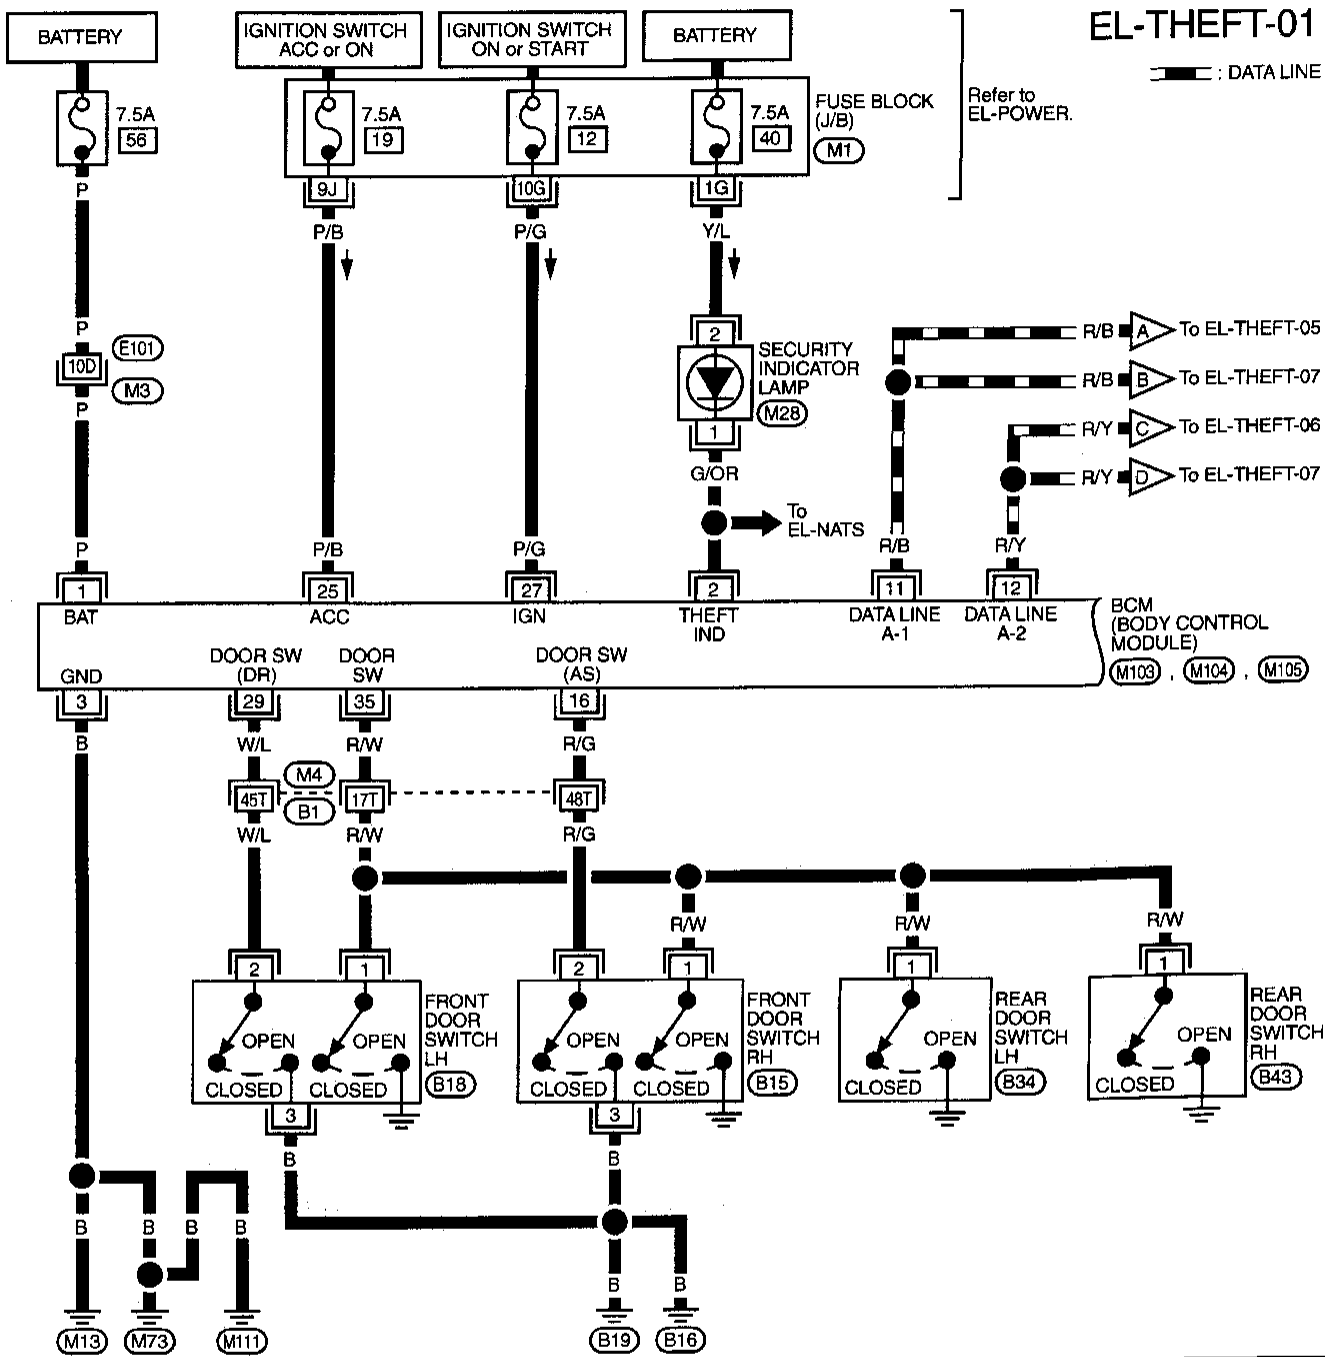 EL-THEFT-01
BATTERY
IGNITION SWITCH
ACC or ON
IGNITION SWITCH
ON or START
BATTERY
: DATA LINE
7.5A
56
7.5A
19
7.5A
12
7.5A
40
FUSE BLOCK
(J/B)
M1
Refer to
EL-POWER.
P
9J
10G
1G
P/B
P/G
Y/L
P
10D
E101
M3
P
2
SECURITY
INDICATOR
LAMP
M28
1
G/OR
To
EL-NATS
R/B
A
To EL-THEFT-05
R/B
B
To EL-THEFT-07
R/Y
C
To EL-THEFT-06
R/Y
D
To EL-THEFT-07
P
P/B
P/G
R/B
R/Y
1
25
27
2
11
12
BAT
ACC
IGN
THEFT
IND
DATA LINE
A-1
DATA LINE
A-2
BCM
(BODY CONTROL
MODULE)
M103 , M104 , M105
GND
DOOR SW
(DR)
DOOR
SW
DOOR SW
(AS)
3
29
35
16
B
W/L
R/W
R/G
45T
M4
B1
17T
48T
W/L
R/W
R/G
R/W
R/W
R/W
2
1
2
1
1
1
OPEN
CLOSED
OPEN
CLOSED
FRONT
DOOR
SWITCH
LH
B18
OPEN
CLOSED
OPEN
CLOSED
FRONT
DOOR
SWITCH
RH
B15
OPEN
CLOSED
REAR
DOOR
SWITCH
LH
B34
OPEN
CLOSED
REAR
DOOR
SWITCH
RH
B43
3
3
B
B
B
B
B
B
B
B
M13
M73
M111
B19
B16